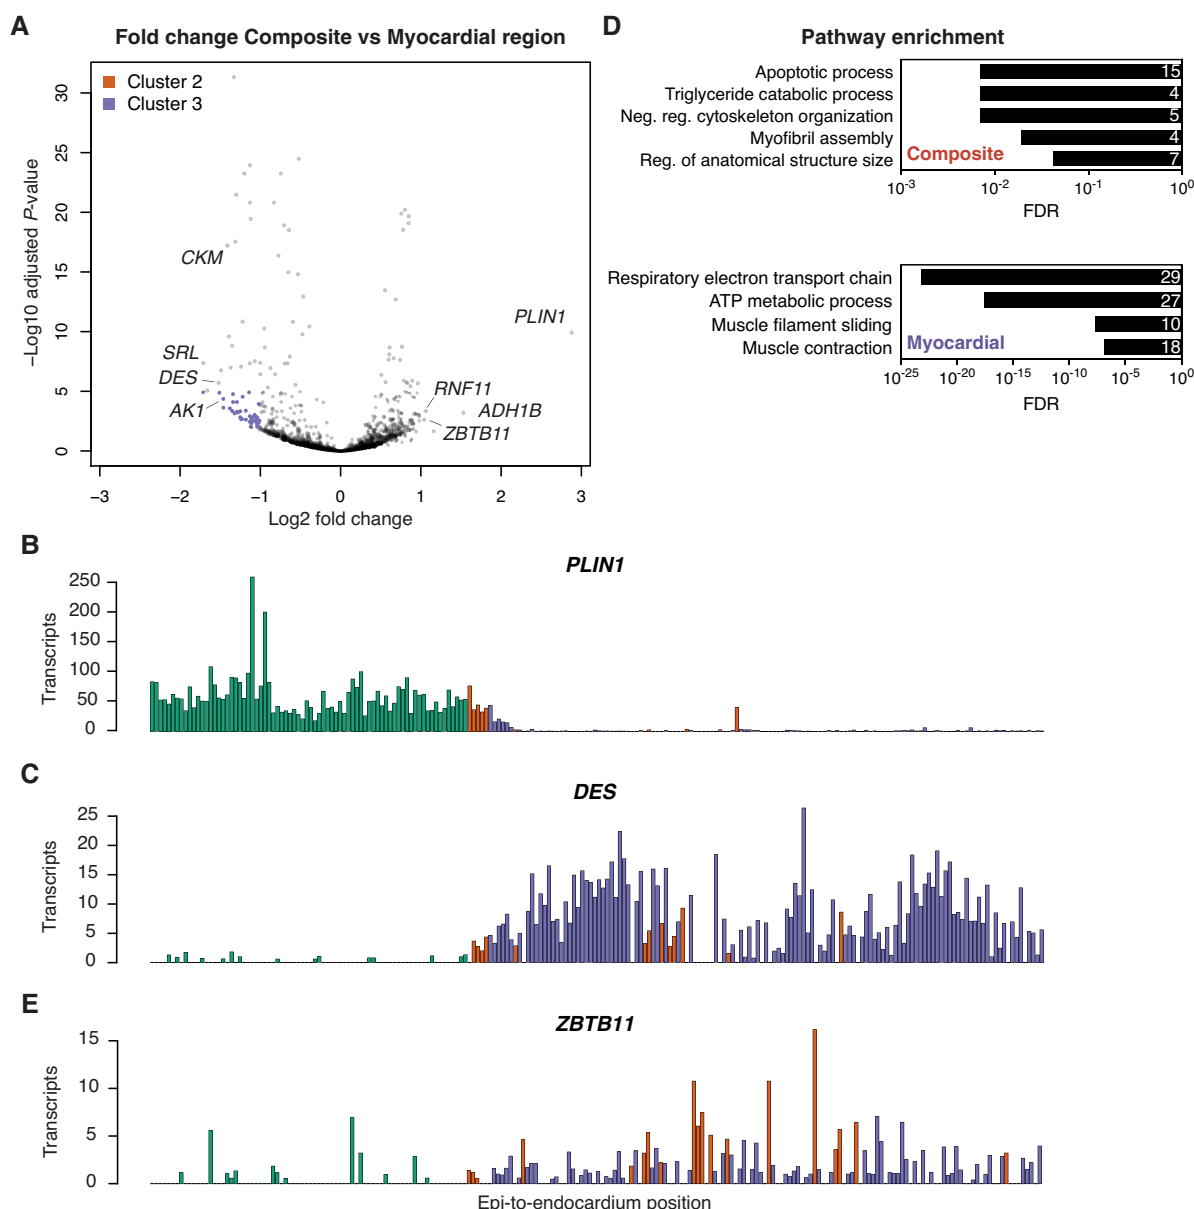 A
Fold change Composite vs Myocardial region
Cluster 2
Cluster 3
−Log10 adjusted P-value
30
25
20
15
10
5
0
CKM
PLIN1
SRL
DES
AK1
RNF11
ADH1B
ZBTB11
−3 −2 −1 0 1 2 3
Log2 fold change
D
Pathway enrichment
Apoptotic process 15
Triglyceride catabolic process 4
Neg. reg. cytoskeleton organization 5
Myofibril assembly 4
Reg. of anatomical structure size 7
Composite
10-3 10-2 10-1 100
FDR
Respiratory electron transport chain 29
ATP metabolic process 27
Muscle filament sliding 10
Muscle contraction 18
Myocardial
10-25 10-20 10-15 10-10 10-5 100
FDR
B
PLIN1
Transcripts
250
200
150
100
50
0
C
DES
Transcripts
25
20
15
10
5
0
E
ZBTB11
Transcripts
15
10
5
0
Epi-to-endocardium position